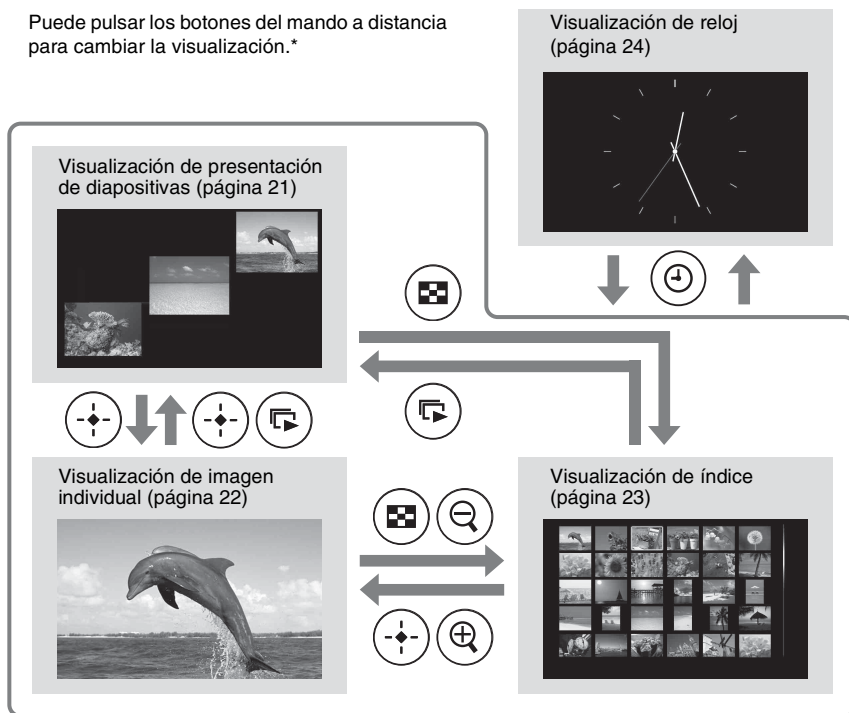 Puede pulsar los botones del mando a distancia
para cambiar la visualización.*
Visualización de reloj
(página 24)
Visualización de presentación
de diapositivas (página 21)
Visualización de imagen
individual (página 22)
Visualización de índice
(página 23)